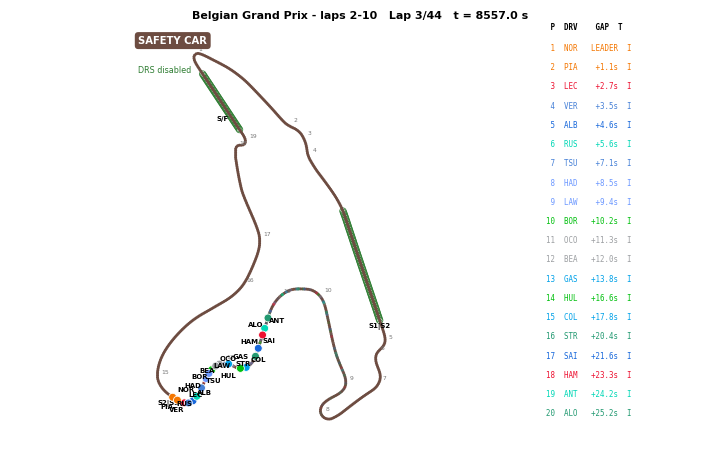 Belgian Grand Prix - laps 2-10   Lap 3/44   t = 8557.0 s
SAFETY CAR
DRS disabled
P DRV GAP T
1 NOR LEADER I
2 PIA +1.1s I
3 LEC +2.7s I
4 VER +3.5s I
5 ALB +4.6s I
6 RUS +5.6s I
7 TSU +7.1s I
8 HAD +8.5s I
9 LAW +9.4s I
10 BOR +10.2s I
11 OCO +11.3s I
12 BEA +12.0s I
13 GAS +13.8s I
14 HUL +16.6s I
15 COL +17.8s I
16 STR +20.4s I
17 SAI +21.6s I
18 HAM +23.3s I
19 ANT +24.2s I
20 ALO +25.2s I
S/F
19
2
3
4
17
16
10
S1/S2
5
15
9
7
8
ANT
ALO
SAI
HAM
GAS
COL
OCO
STR
LAW
BEA
HUL
BOR
TSU
HAD
NOR
ALB
LEC
RUS
PIA
VER